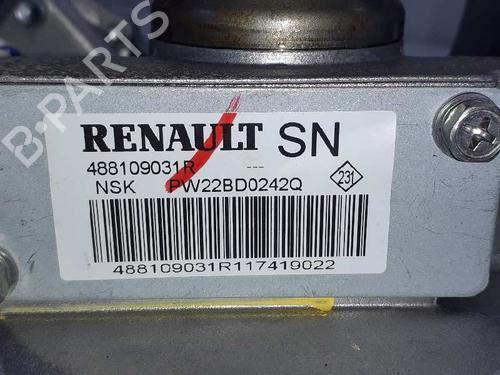 RENAULT SN
488109031R ---
NSK PW22BD0242Q 231
488109031R117419022
B-PARTS